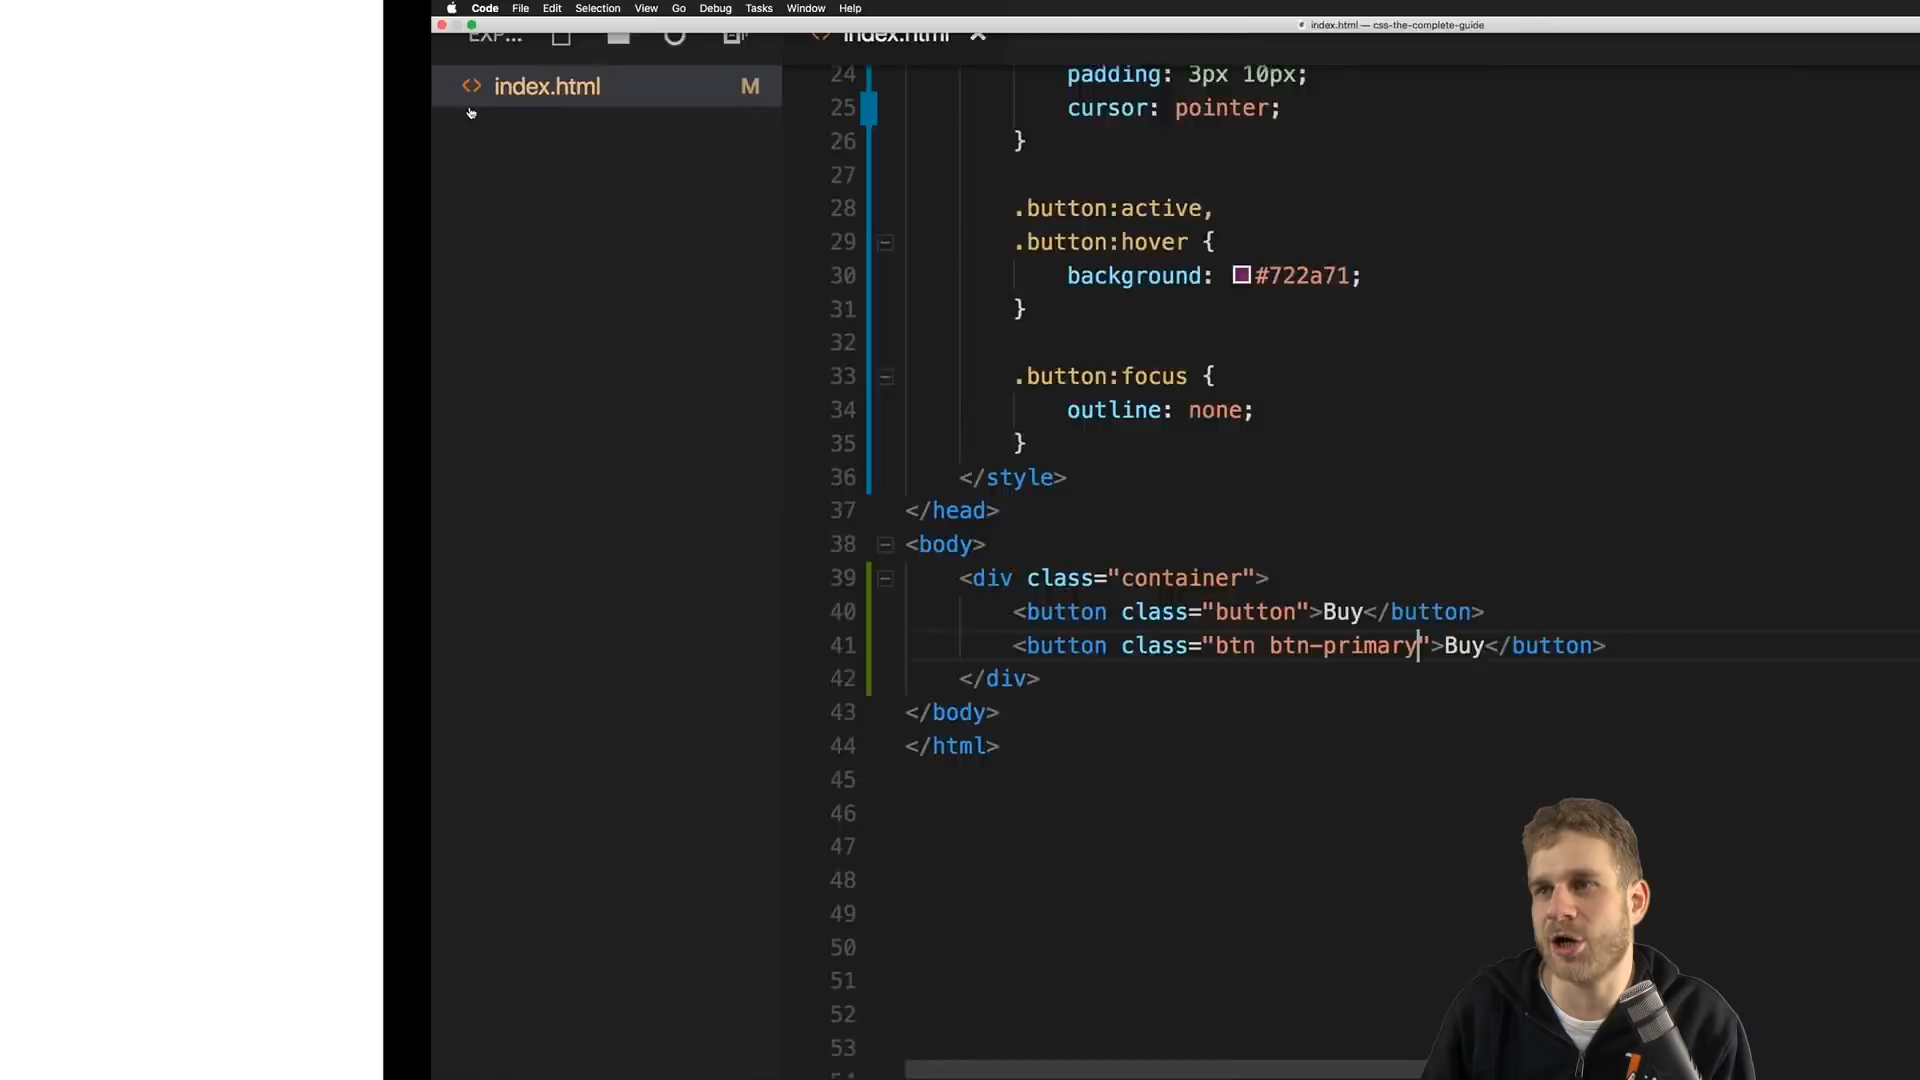 Code File Edit Selection View Go Debug Tasks Window Help
index.html — css-the-complete-guide
EXP... index.html
index.html M
24 padding: 3px 10px;
25 cursor: pointer;
26 }
27
28 .button:active,
29 .button:hover {
30 background: #722a71;
31 }
32
33 .button:focus {
34 outline: none;
35 }
36 </style>
37 </head>
38 <body>
39 <div class="container">
40 <button class="button">Buy</button>
41 <button class="btn btn-primary">Buy</button>
42 </div>
43 </body>
44 </html>
45
46
47
48
49
50
51
52
53